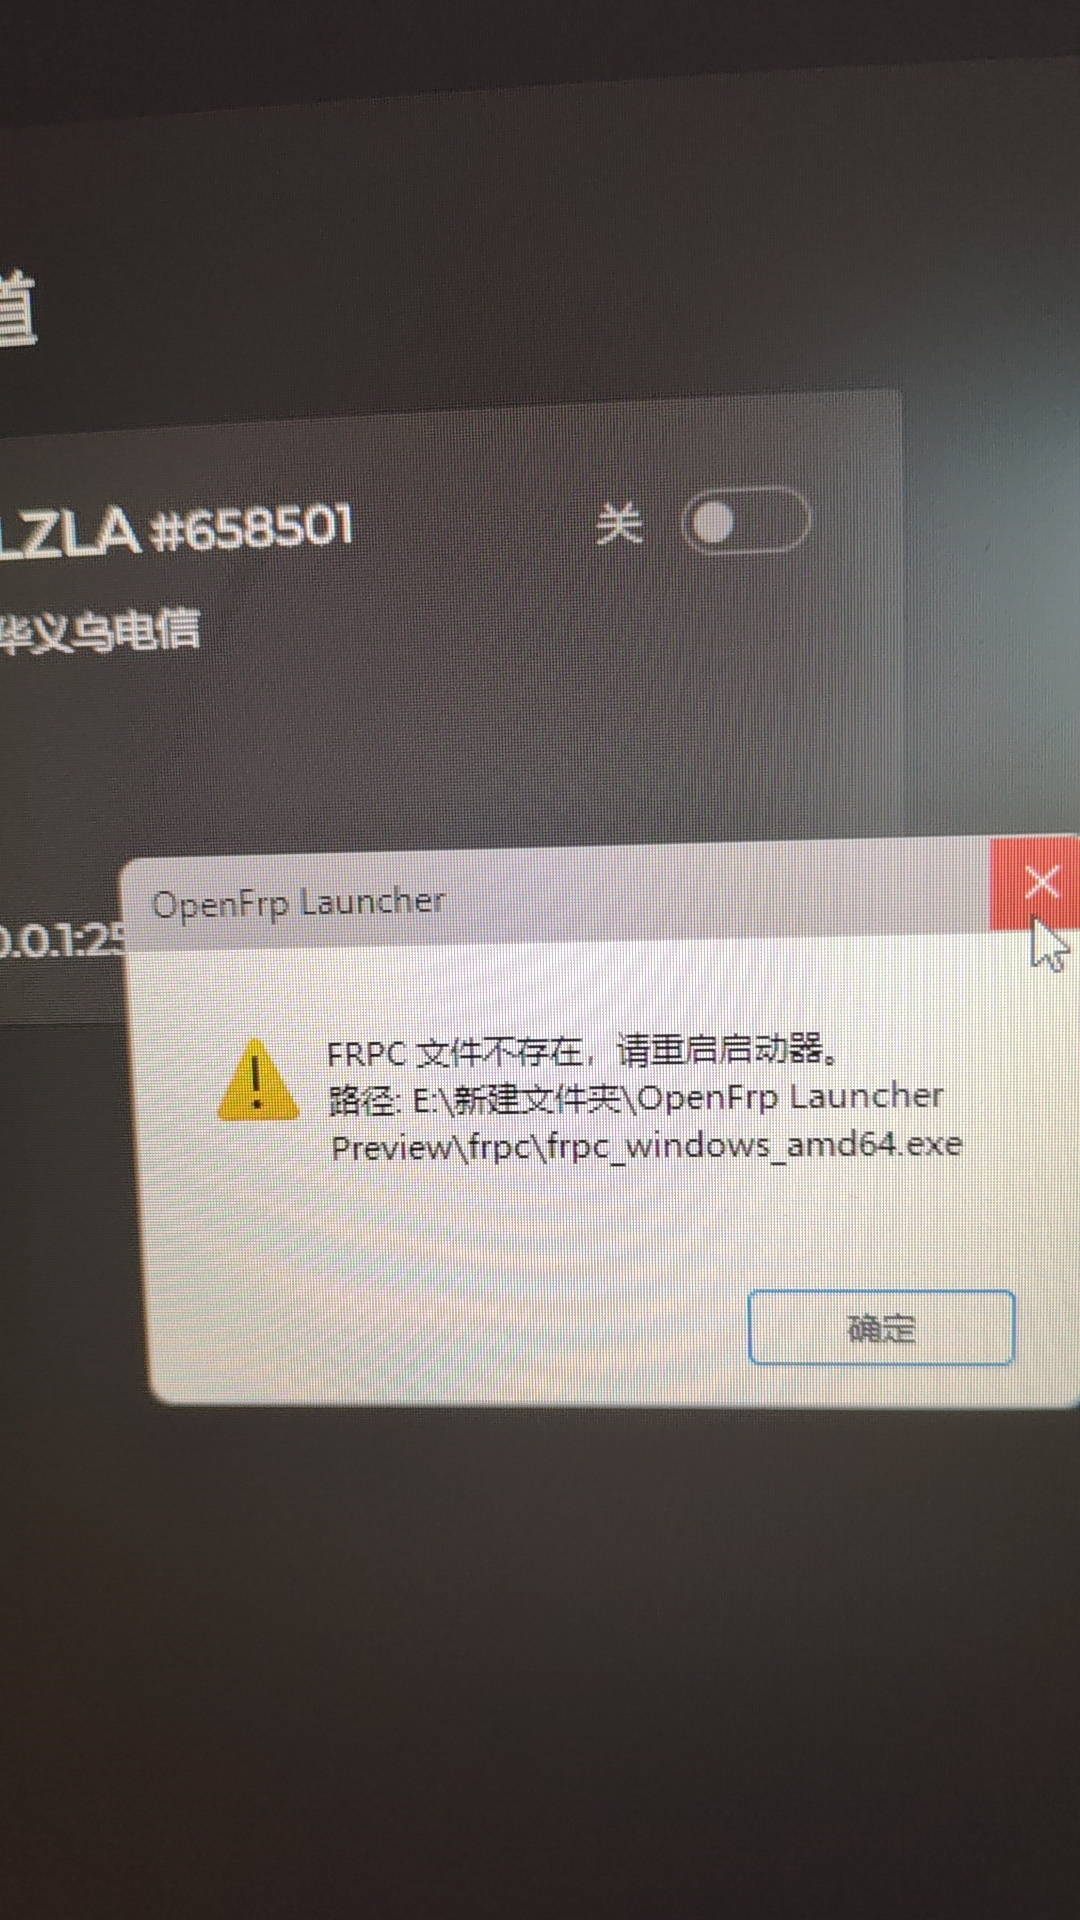 LZLA #658501
关
华义乌电信
0.0.1:25
OpenFrp Launcher
FRPC 文件不存在，请重启启动器。
路径: E:\新建文件夹\OpenFrp Launcher
Preview\frpc\frpc_windows_amd64.exe
确定